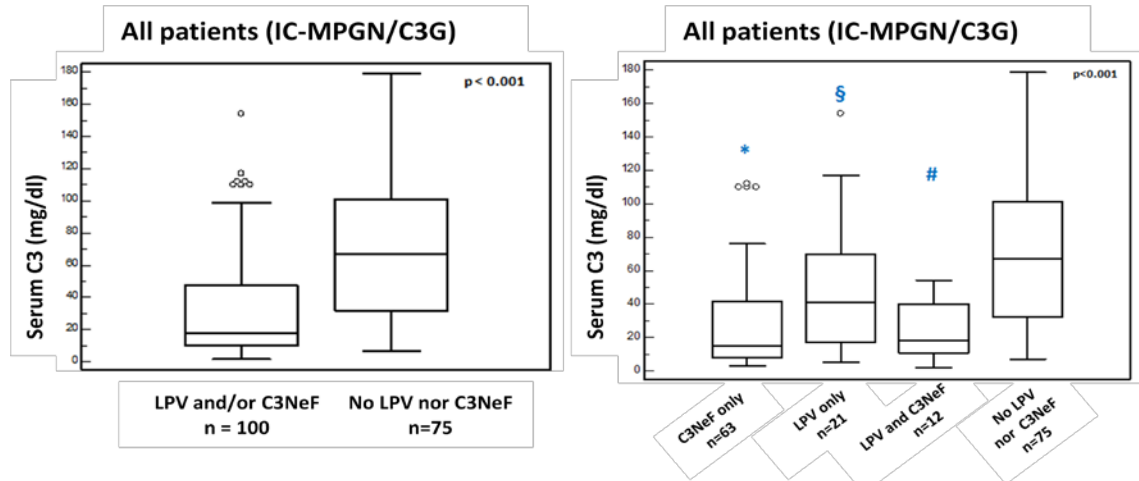 All patients (IC-MPGN/C3G)
p< 0.001
Serum C3 (mg/dl)
180
160
140
120
100
80
60
40
20
0
LPV and/or C3NeF
n = 100
No LPV nor C3NeF
n=75
All patients (IC-MPGN/C3G)
p<0.001
Serum C3 (mg/dl)
180
160
140
120
100
80
60
40
20
0
*
§
#
C3NeF only
n=63
LPV only
n=21
LPV and C3NeF
n=12
No LPV
nor C3NeF
n=75